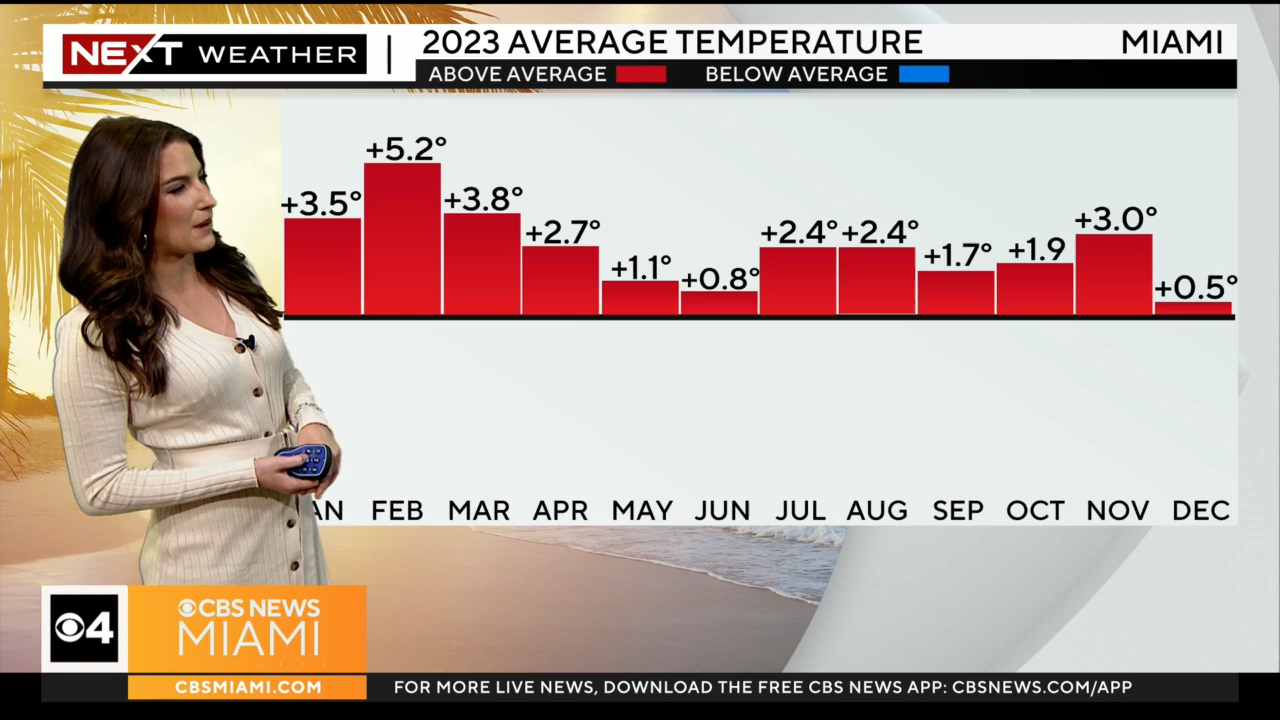 NEXT WEATHER
2023 AVERAGE TEMPERATURE
MIAMI
ABOVE AVERAGE
BELOW AVERAGE
+3.5°
+5.2°
+3.8°
+2.7°
+1.1°
+0.8°
+2.4°
+2.4°
+1.7°
+1.9
+3.0°
+0.5°
AN FEB MAR APR MAY JUN JUL AUG SEP OCT NOV DEC
4
CBS NEWS
MIAMI
CBSMIAMI.COM
FOR MORE LIVE NEWS, DOWNLOAD THE FREE CBS NEWS APP: CBSNEWS.COM/APP